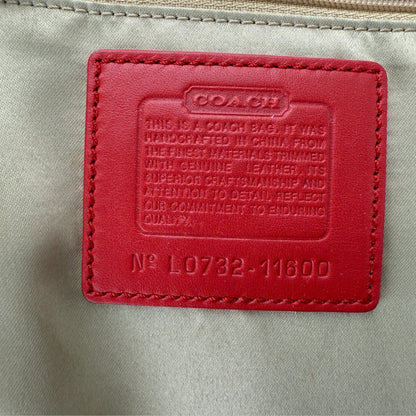 COACH
THIS IS A COACH BAG. IT WAS
HANDCRAFTED IN CHINA FROM
THE FINEST MATERIALS TRIMMED
WITH GENUINE LEATHER. ITS
SUPERIOR CRAFTSMANSHIP AND
ATTENTION TO DETAIL REFLECT
OUR COMMITMENT TO ENDURING
QUALITY.
Nº L0732-11600